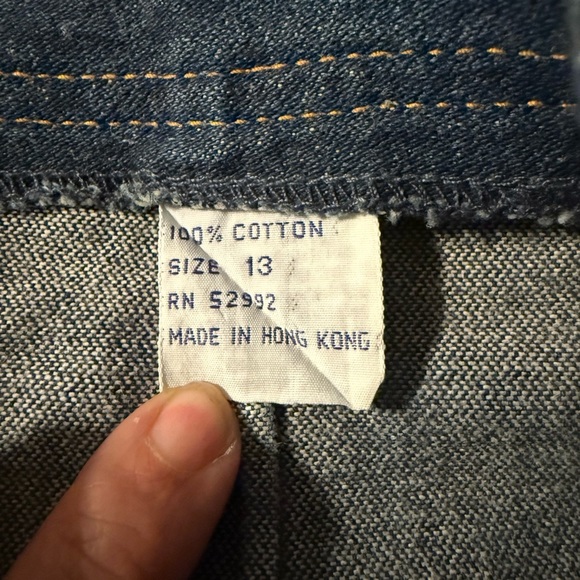 100% COTTON
SIZE 13
RN 52992
MADE IN HONG KONG